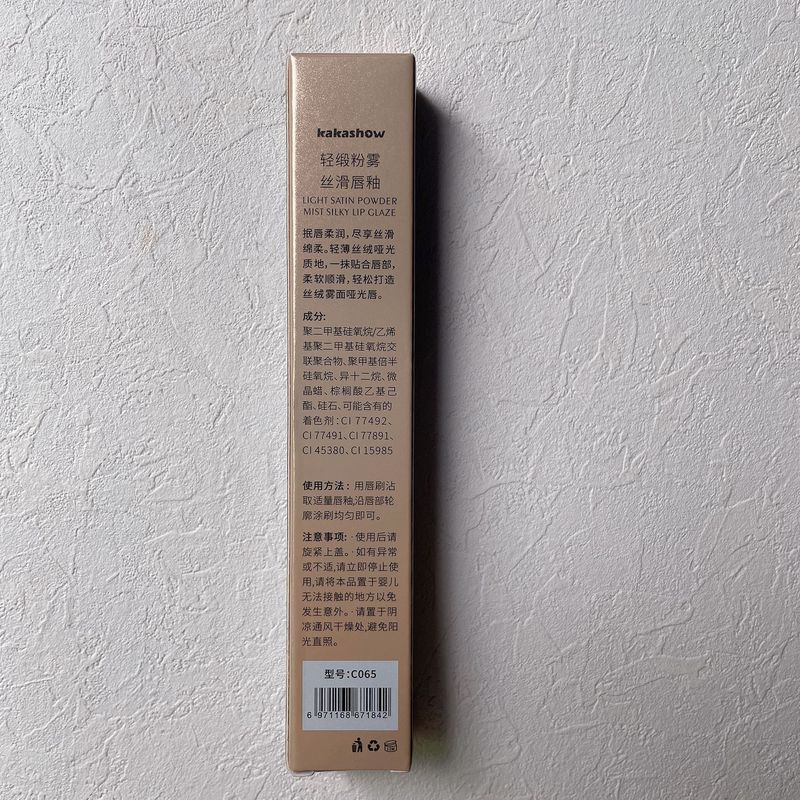 kakashow
轻缎粉雾
丝滑唇釉
LIGHT SATIN POWDER
MIST SILKY LIP GLAZE
抿唇柔润，尽享丝滑
绵柔。轻薄丝绒哑光
质地，一抹贴合唇部，
柔软顺滑，轻松打造
丝绒雾面哑光唇。
成分：
聚二甲基硅氧烷/乙烯
基聚二甲基硅氧烷交
联聚合物、聚甲基倍半
硅氧烷、异十二烷、微
晶蜡、棕榈酸乙基己
酯、硅石、可能含有的
着色剂：CI 77492、
CI 77491、CI 77891、
CI 45380、CI 15985
使用方法：用唇刷沾
取适量唇釉,沿唇部轮
廓涂刷均匀即可。
注意事项:·使用后请
旋紧上盖。·如有异常
或不适,请立即停止使
用,请将本品置于婴儿
无法接触的地方以免
发生意外。·请置于阴
凉通风干燥处,避免阳
光直照。
型号:C065
6 971168 671842